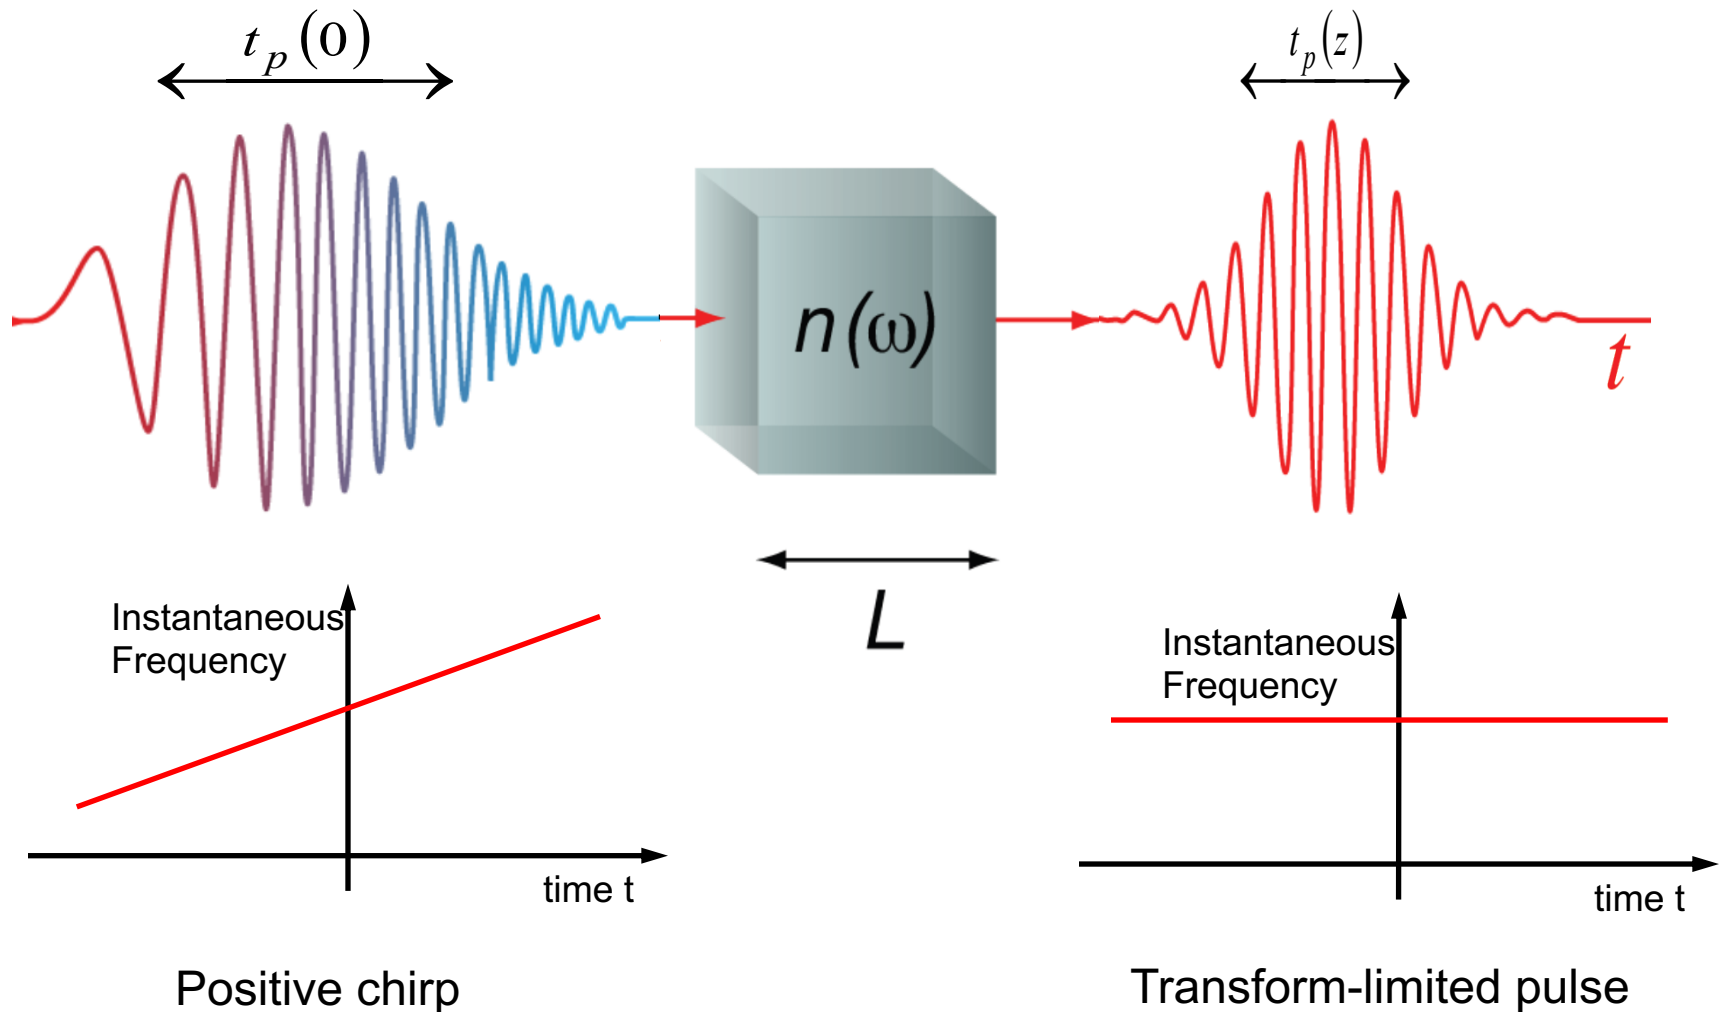 t_p(0)
t_p(z)
n(ω)
t
L
Instantaneous
Frequency
time t
Instantaneous
Frequency
time t
Positive chirp
Transform-limited pulse